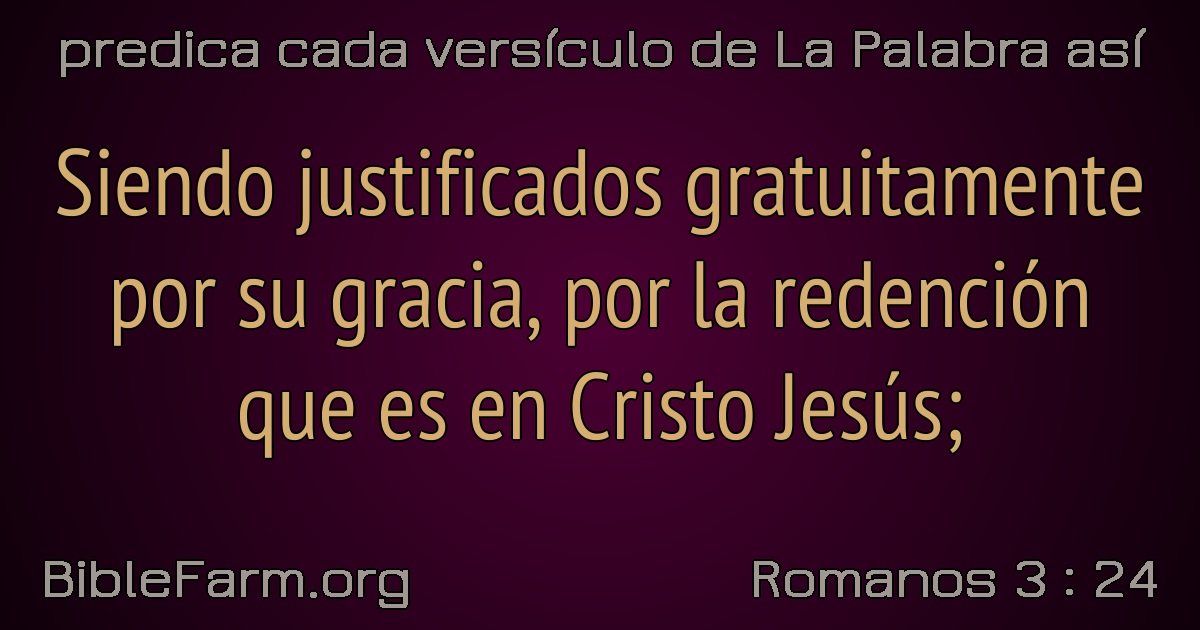 predica cada versículo de La Palabra así
Siendo justificados gratuitamente
por su gracia, por la redención
que es en Cristo Jesús;
BibleFarm.org
Romanos 3 : 24